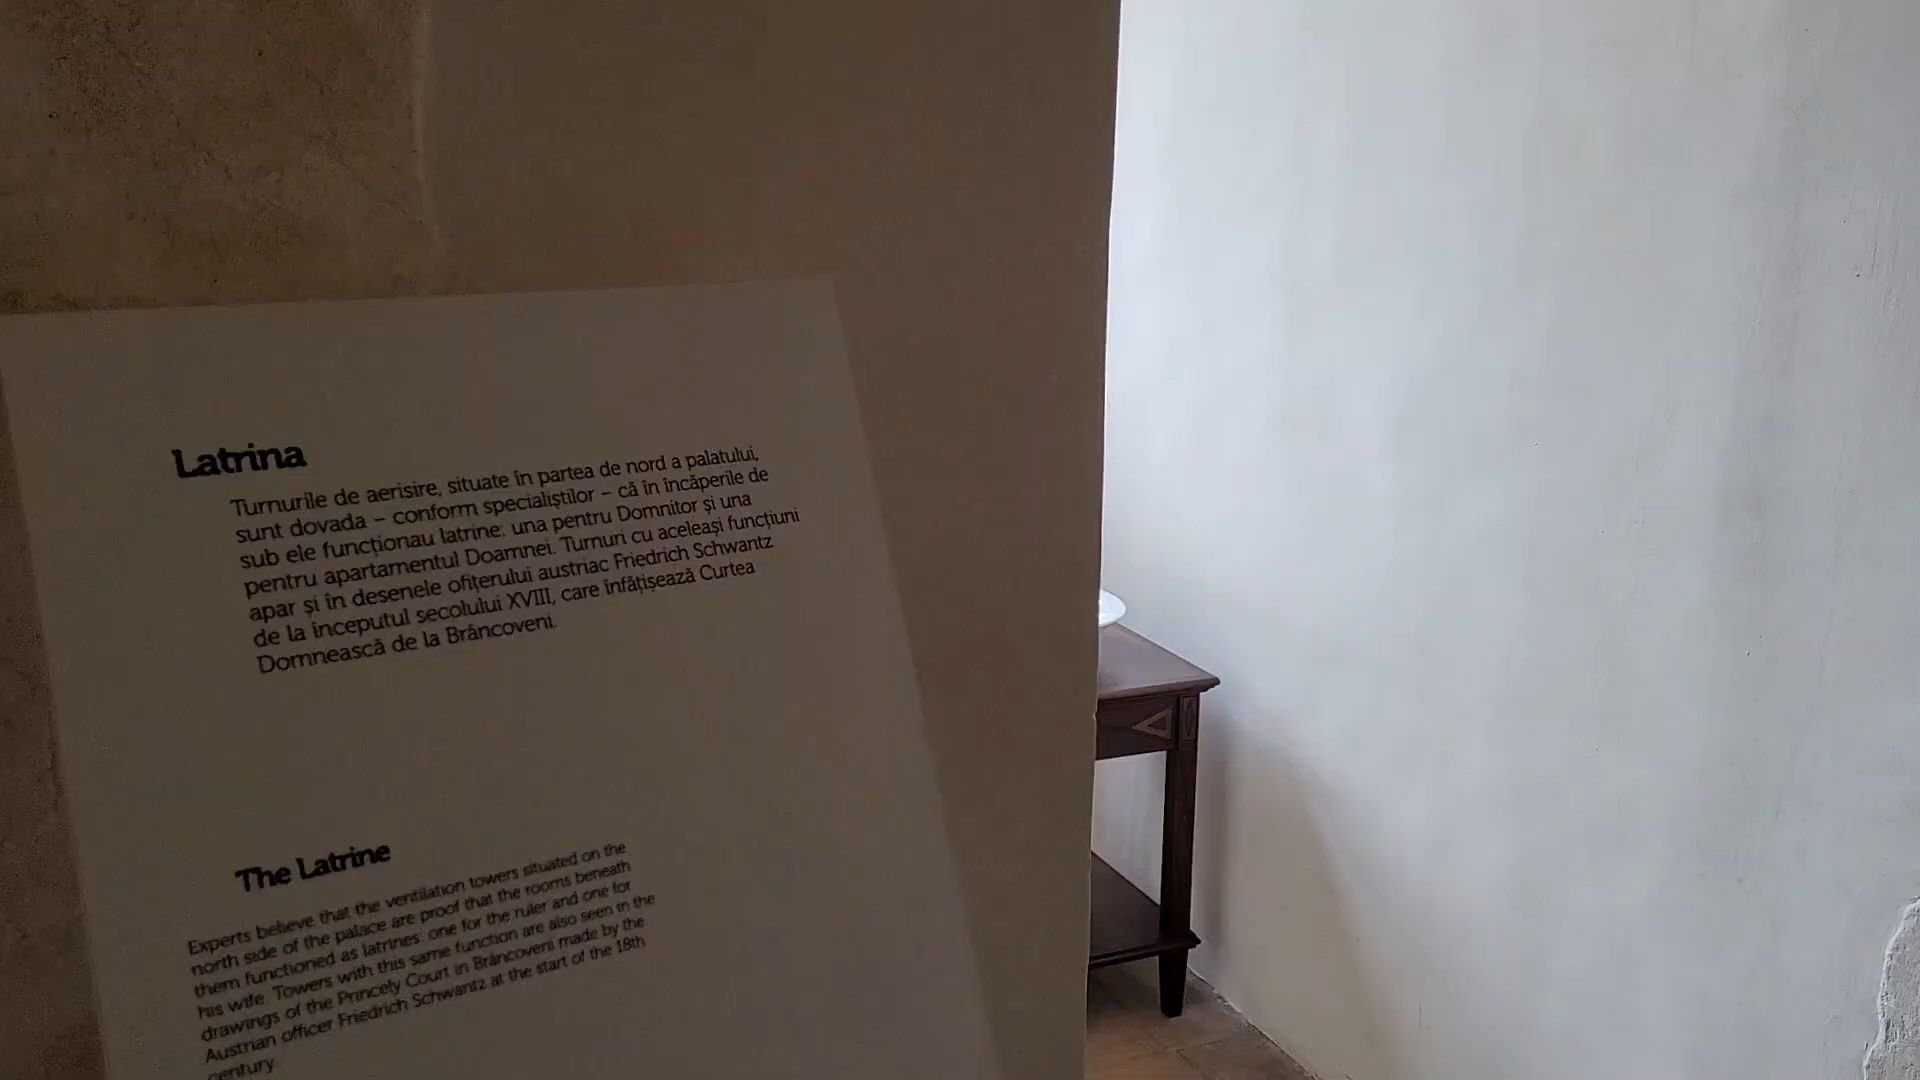 Latrina
Turnurile de aerisire, situate în partea de nord a palatului,
sunt dovada – conform specialiștilor – că în încăperile de
sub ele funcționau latrine: una pentru Domnitor și una
pentru apartamentul Doamnei. Turnuri cu aceleași funcțiuni
apar și în desenele ofițerului austriac Friedrich Schwantz
de la începutul secolului XVIII, care înfățișează Curtea
Domnească de la Brâncoveni.
The Latrine
Experts believe that the ventilation towers situated on the
north side of the palace are proof that the rooms beneath
them functioned as latrines: one for the ruler and one for
his wife. Towers with this same function are also seen in the
drawings of the Princely Court in Brâncoveni made by the
Austrian officer Friedrich Schwantz at the start of the 18th
century.